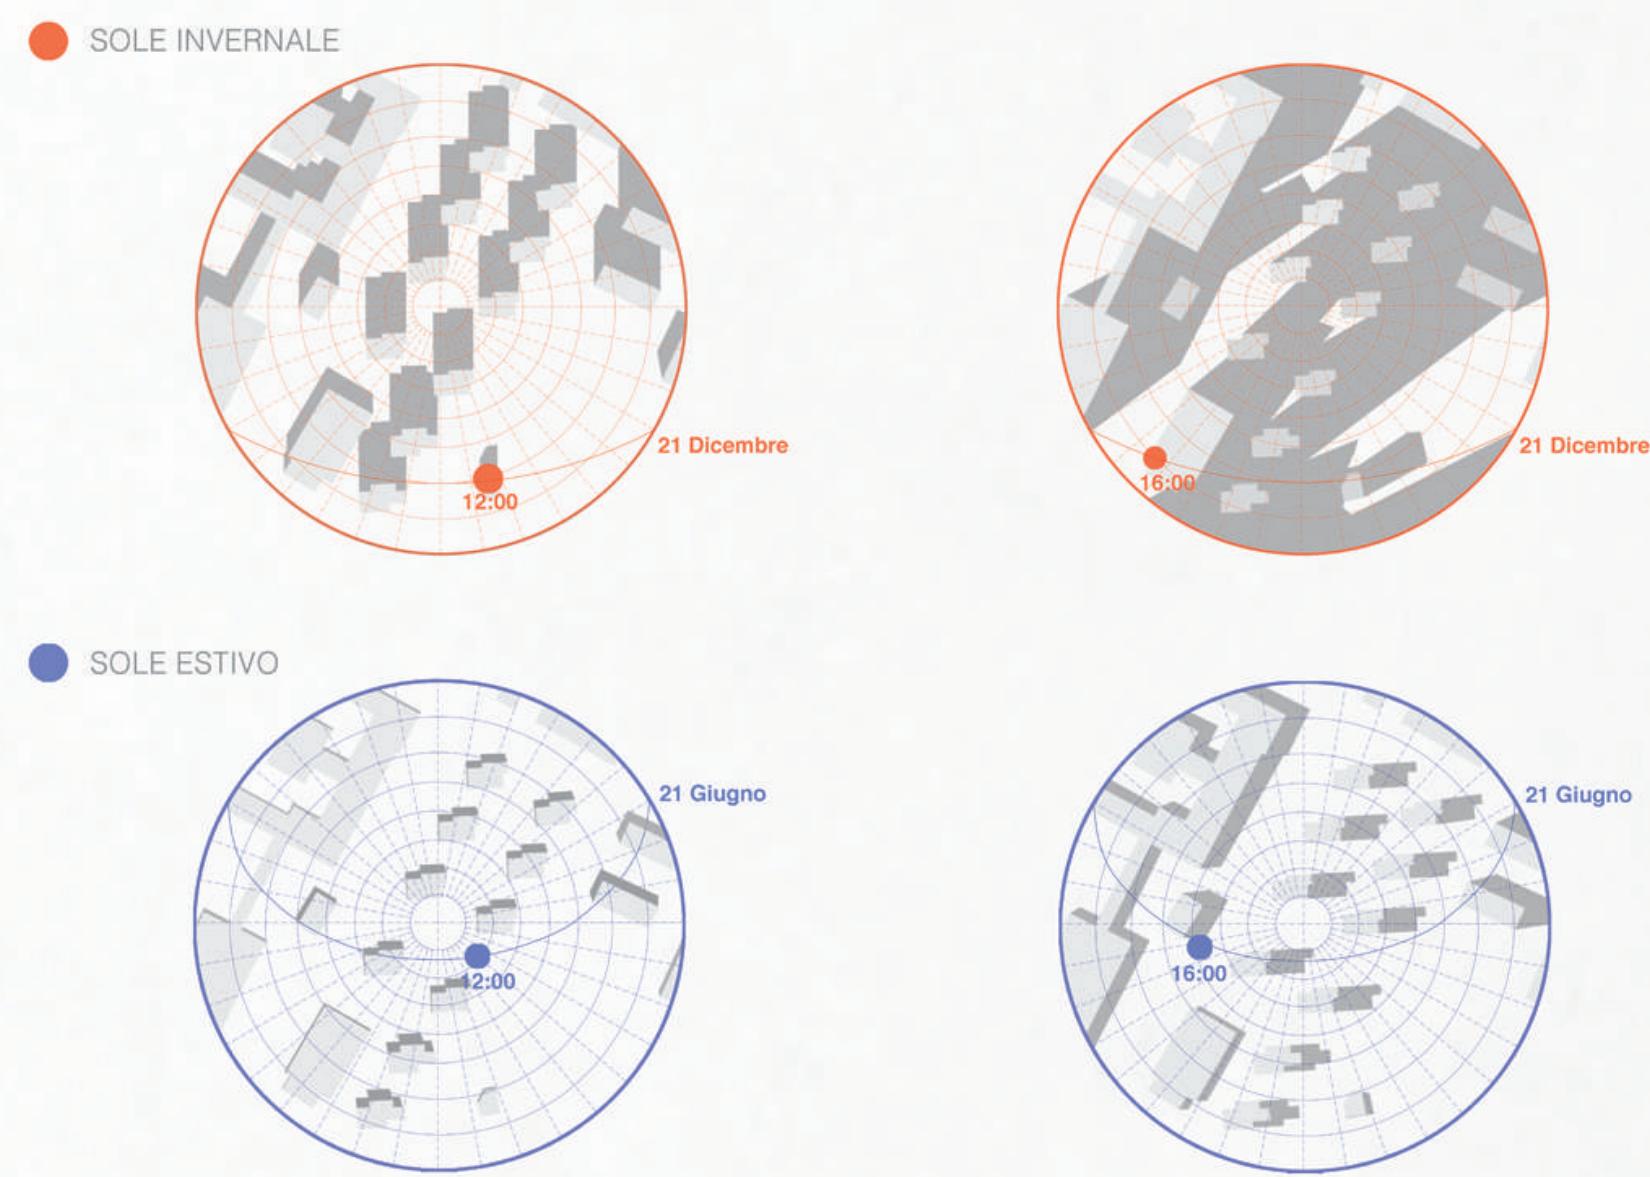 SOLE INVERNALE
21 Dicembre
12:00
21 Dicembre
16:00
SOLE ESTIVO
21 Giugno
12:00
21 Giugno
16:00